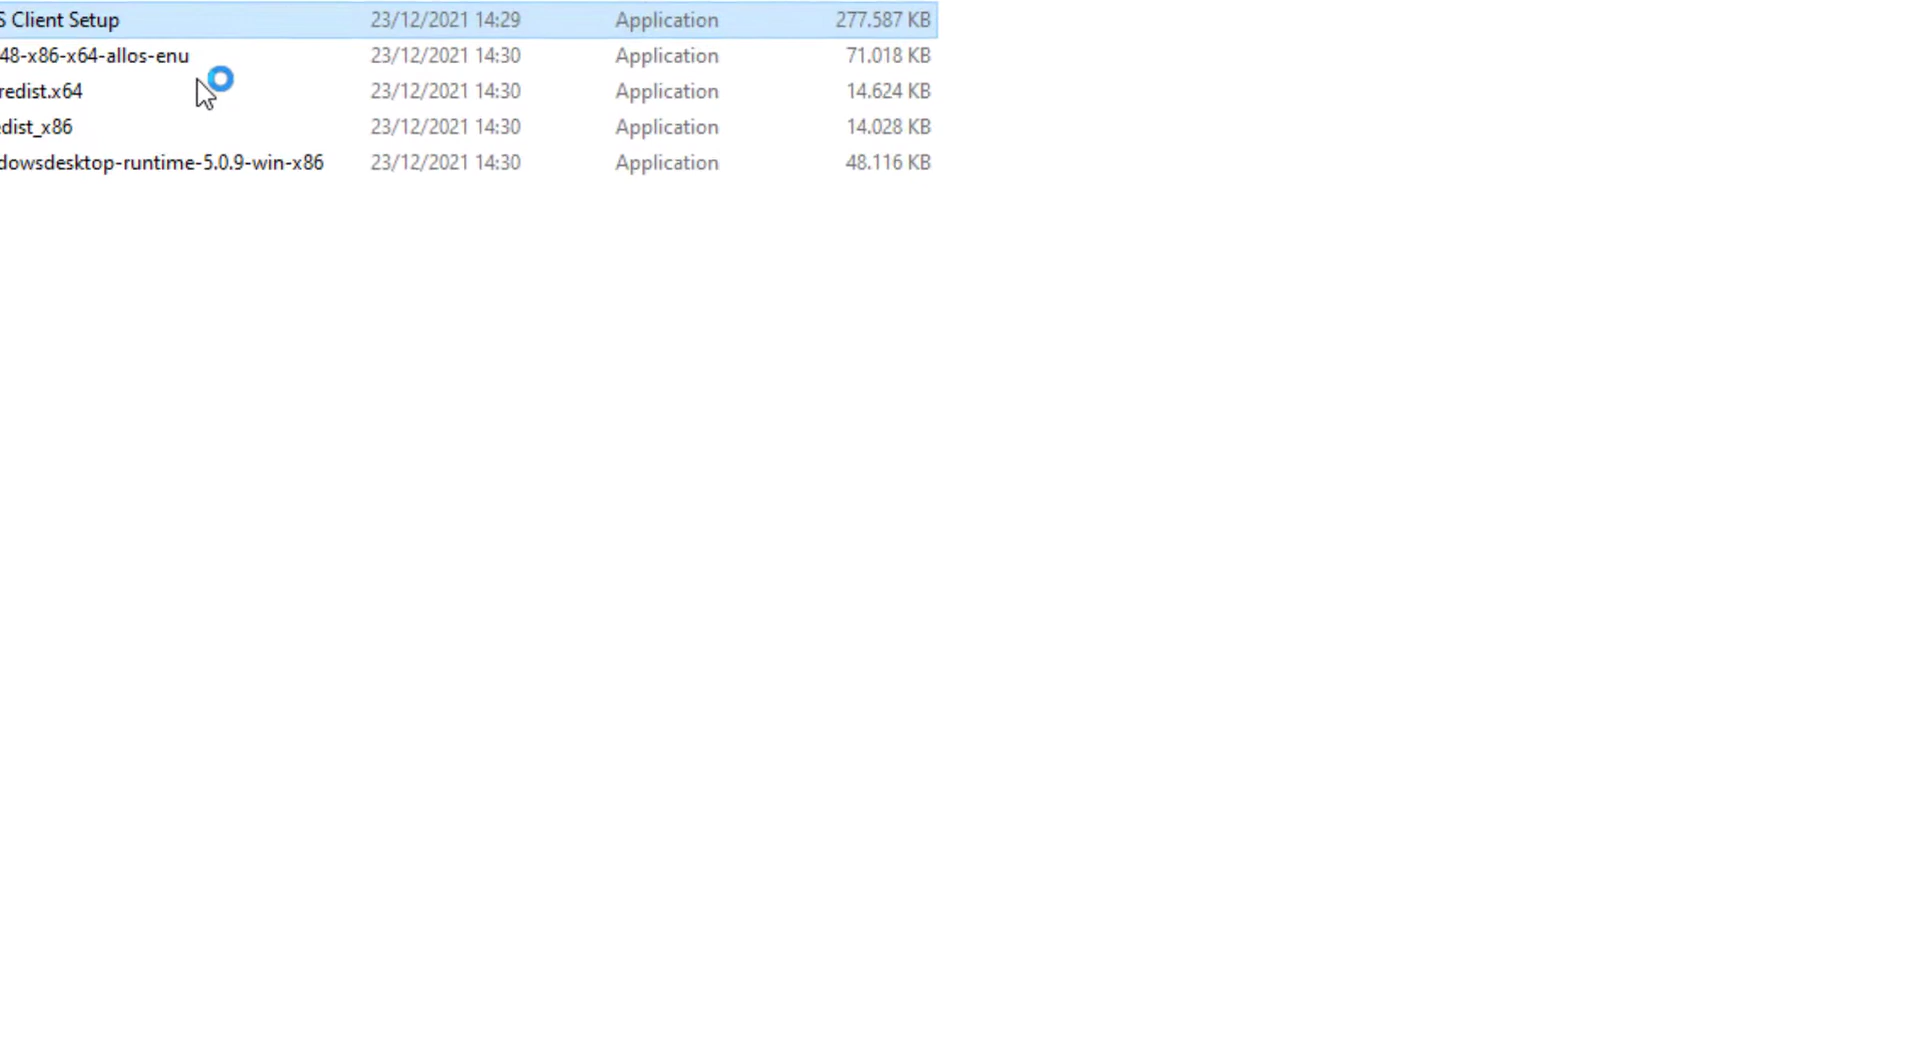 S Client Setup 23/12/2021 14:29 Application 277.587 KB
48-x86-x64-allos-enu 23/12/2021 14:30 Application 71.018 KB
redist.x64 23/12/2021 14:30 Application 14.624 KB
edist_x86 23/12/2021 14:30 Application 14.028 KB
dowsdesktop-runtime-5.0.9-win-x86 23/12/2021 14:30 Application 48.116 KB